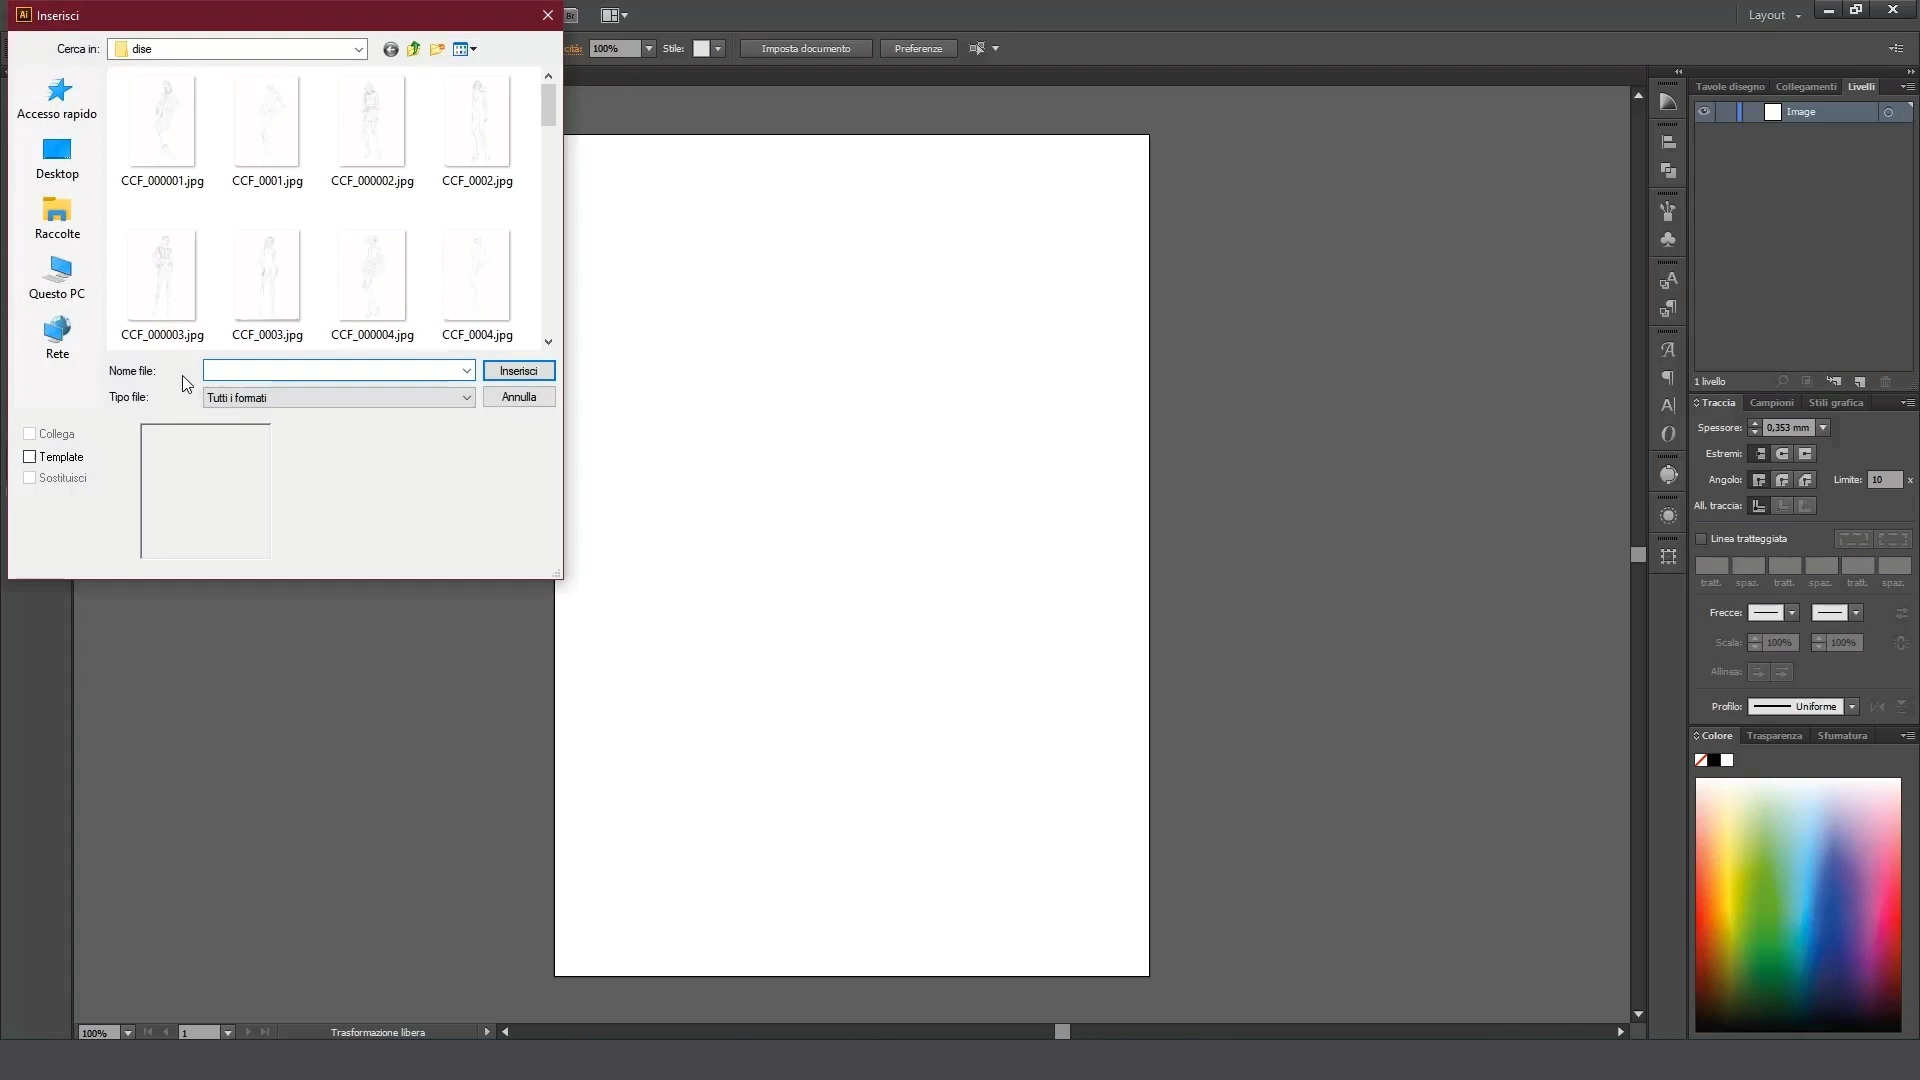 Ai Inserisci
Br
Layout
Cerca in: dise
cità: 100% Stile: Imposta documento Preferenze
Accesso rapido
Desktop
Raccolte
Questo PC
Rete
CCF_000001.jpg CCF_0001.jpg CCF_000002.jpg CCF_0002.jpg
CCF_000003.jpg CCF_0003.jpg CCF_000004.jpg CCF_0004.jpg
Nome file: Inserisci
Tipo file: Tutti i formati Annulla
Collega
Template
Sostituisci
Tavole disegno Collegamenti Livelli
Image
1 livello
Traccia Campioni Stili grafica
Spessore: 0,353 mm
Estremi:
Angolo: Limite: 10 x
All. traccia:
Linea tratteggiata
tratt. spaz. tratt. spaz. tratt. spaz.
Frecce:
Scala: 100% 100%
Allinea:
Profilo: Uniforme
Colore Trasparenza Sfumatura
100% 1 Trasformazione libera